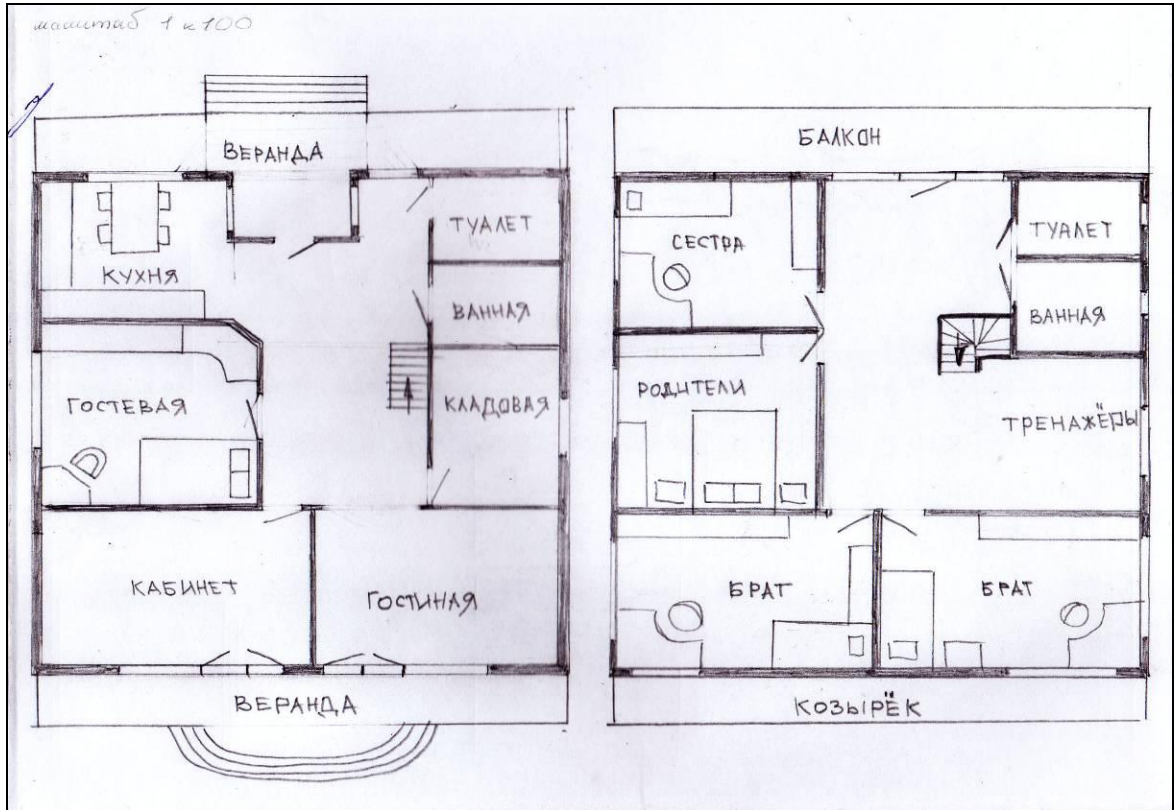 масштаб 1 к 100
ВЕРАНДА
КУХНЯ
ТУАЛЕТ
ВАННАЯ
ГОСТЕВАЯ
КЛАДОВАЯ
КАБИНЕТ
ГОСТИНАЯ
ВЕРАНДА
БАЛКОН
СЕСТРА
ТУАЛЕТ
ВАННАЯ
РОДИТЕЛИ
ТРЕНАЖЁРЫ
БРАТ
БРАТ
КОЗЫРЁК